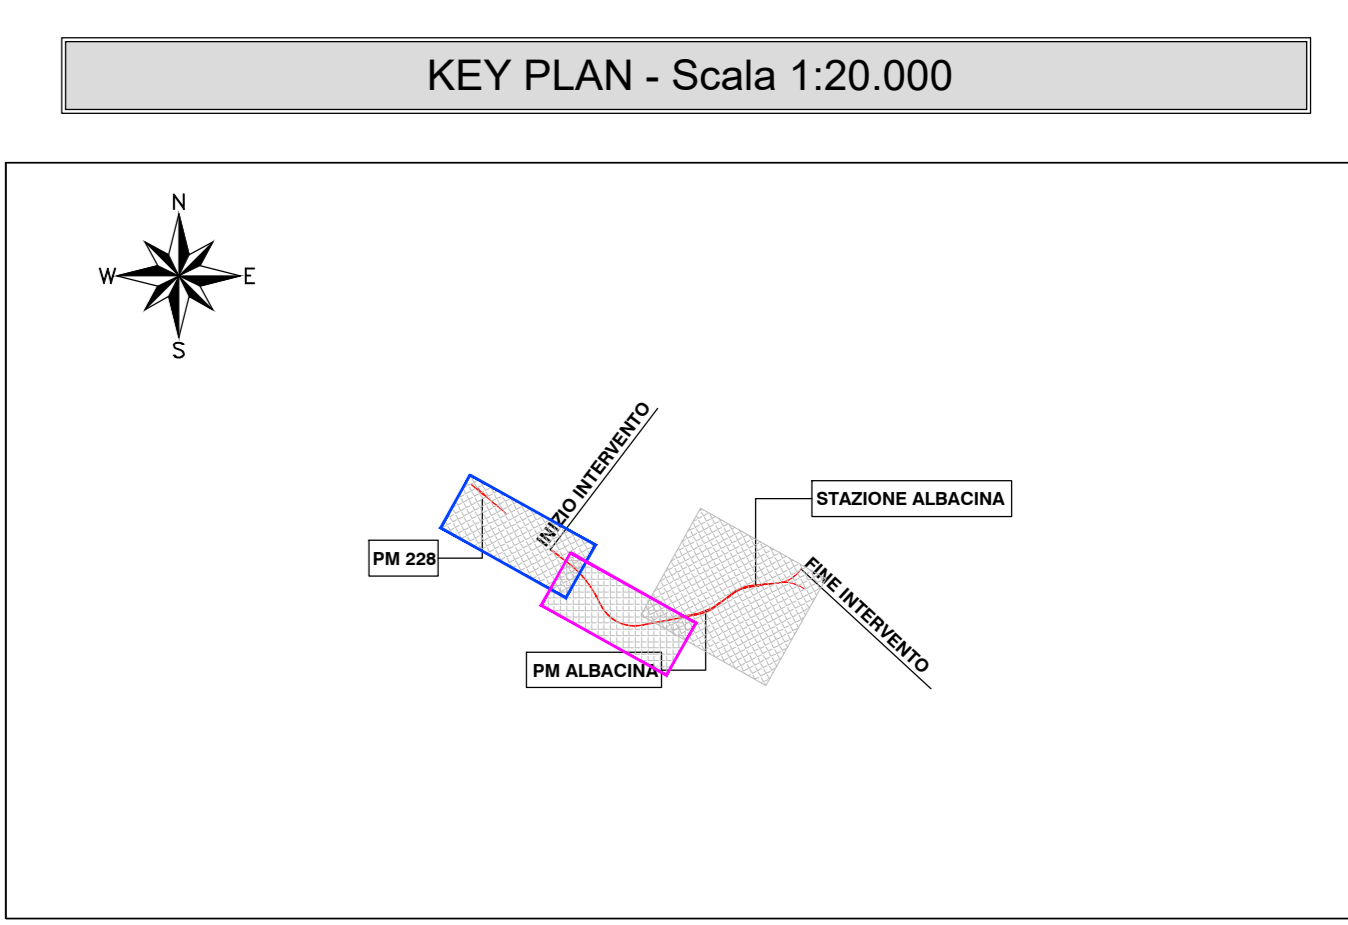 KEY PLAN - Scala 1:20.000
N
W
E
S
INIZIO INTERVENTO
STAZIONE ALBACINA
PM 228
FINE INTERVENTO
PM ALBACINA